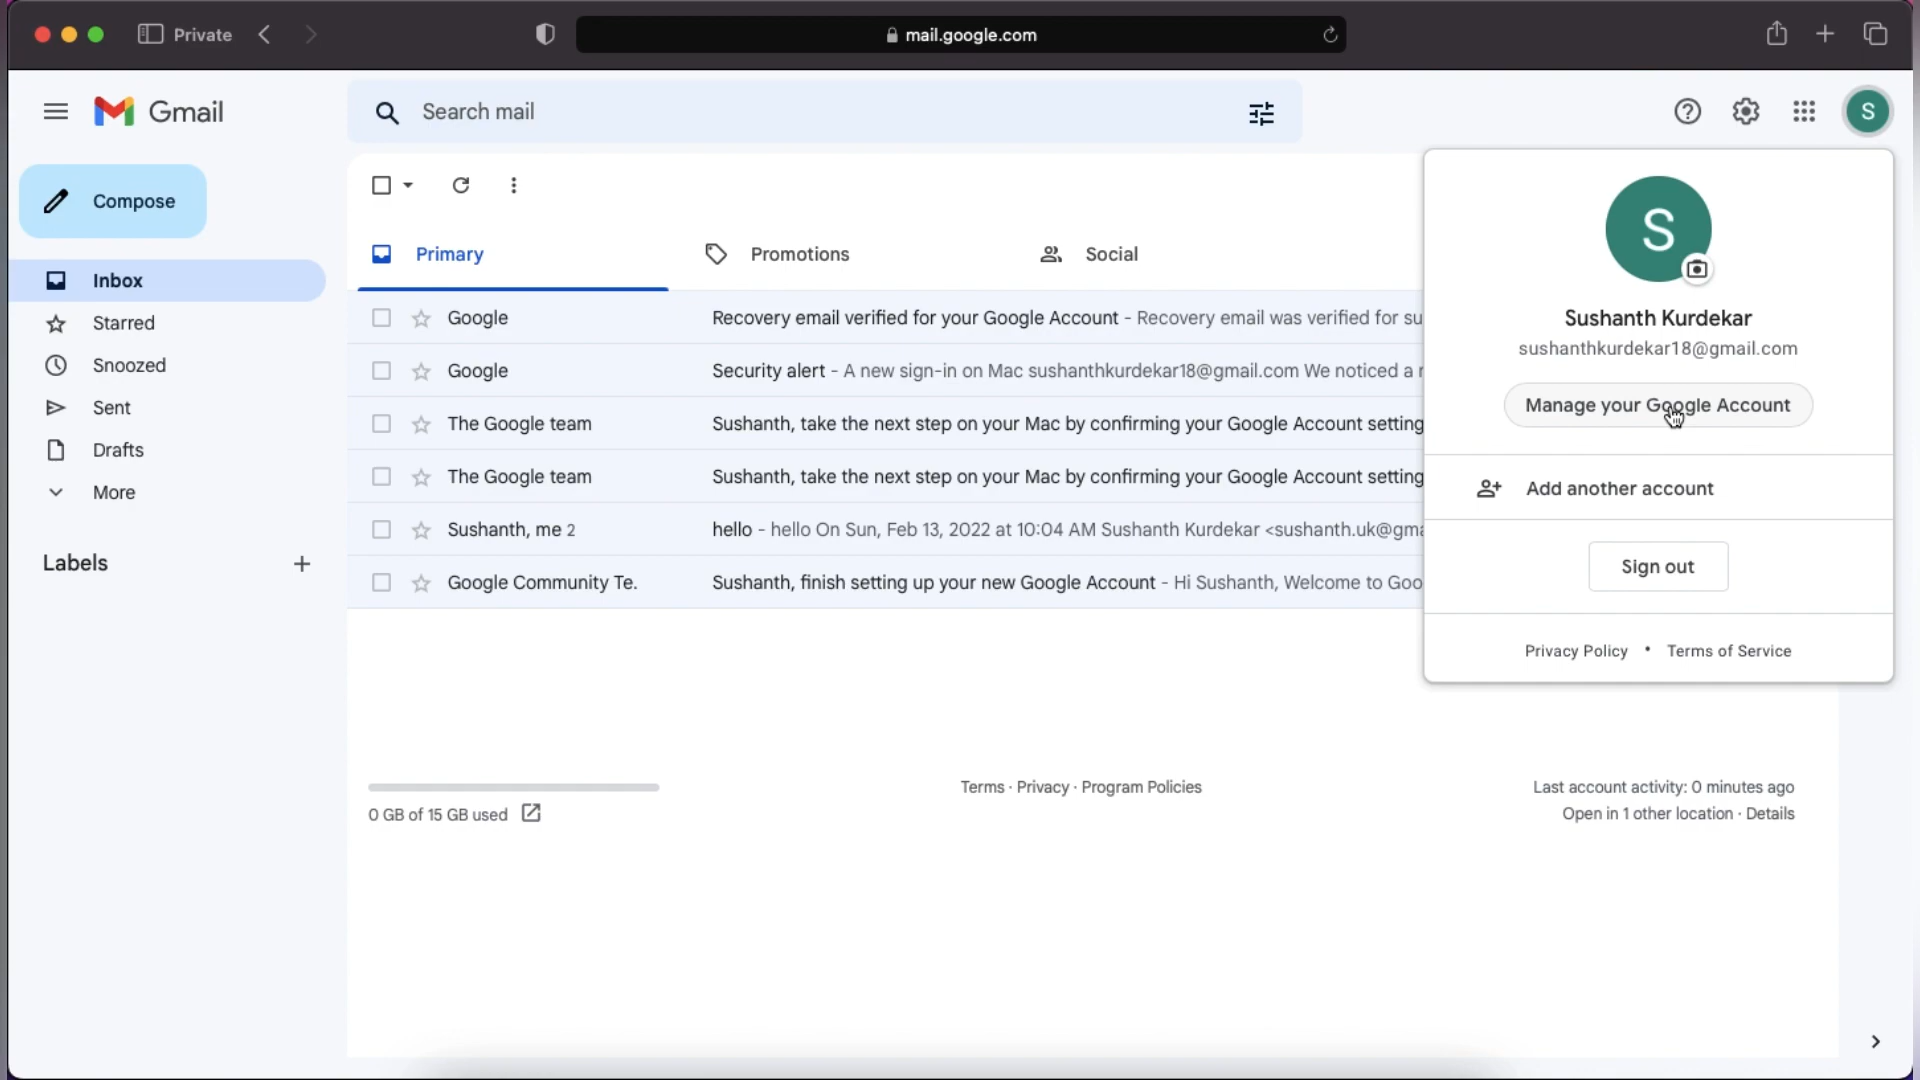 Private
mail.google.com
Gmail
Search mail
S
Compose
Inbox
Starred
Snoozed
Sent
Drafts
More
Labels
Primary
Promotions
Social
Google
Recovery email verified for your Google Account - Recovery email was verified for su
Google
Security alert - A new sign-in on Mac sushanthkurdekar18@gmail.com We noticed a
The Google team
Sushanth, take the next step on your Mac by confirming your Google Account setting
The Google team
Sushanth, take the next step on your Mac by confirming your Google Account setting
Sushanth, me 2
hello - hello On Sun, Feb 13, 2022 at 10:04 AM Sushanth Kurdekar <sushanth.uk@gma
Google Community Te.
Sushanth, finish setting up your new Google Account - Hi Sushanth, Welcome to Goo
S
Sushanth Kurdekar
sushanthkurdekar18@gmail.com
Manage your Google Account
Add another account
Sign out
Privacy Policy • Terms of Service
0 GB of 15 GB used
Terms · Privacy · Program Policies
Last account activity: 0 minutes ago
Open in 1 other location · Details